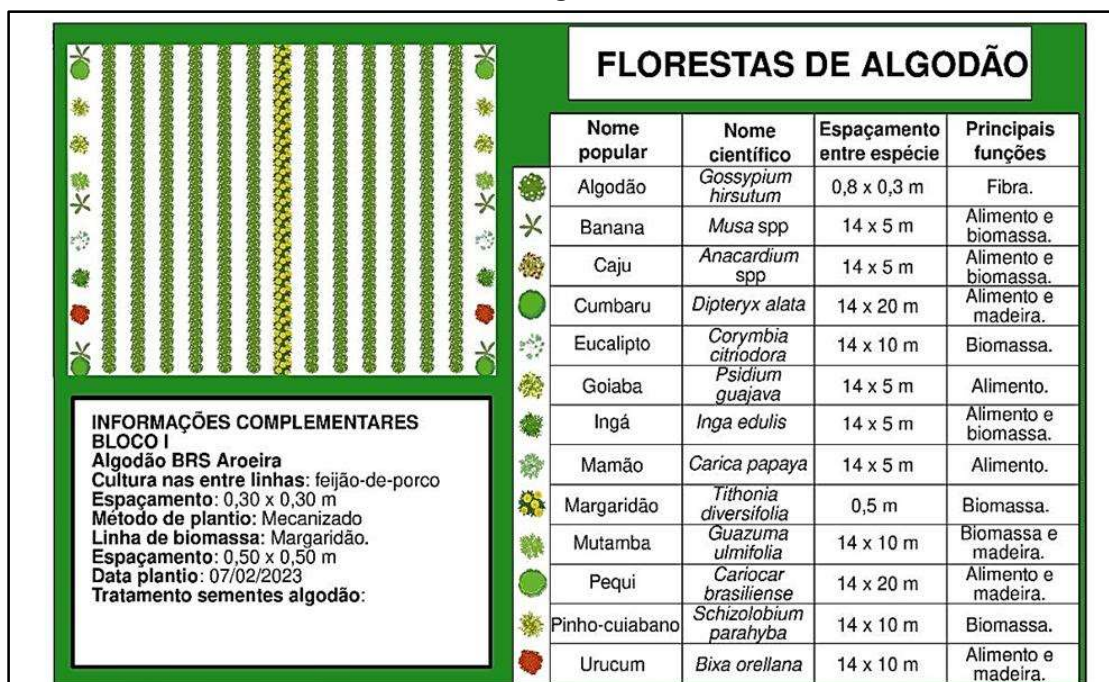 FLORESTAS DE ALGODÃO
Nome popular Nome científico Espaçamento entre espécie Principais funções
Algodão Gossypium hirsutum 0,8 x 0,3 m Fibra.
Banana Musa spp 14 x 5 m Alimento e biomassa.
Caju Anacardium spp 14 x 5 m Alimento e biomassa.
Cumbaru Dipteryx alata 14 x 20 m Alimento e madeira.
Eucalipto Corymbia citriodora 14 x 10 m Biomassa.
Goiaba Psidium guajava 14 x 5 m Alimento.
Ingá Inga edulis 14 x 5 m Alimento e biomassa.
Mamão Carica papaya 14 x 5 m Alimento.
Margaridão Tithonia diversifolia 0,5 m Biomassa.
Mutamba Guazuma ulmifolia 14 x 10 m Biomassa e madeira.
Pequi Cariocar brasiliense 14 x 20 m Alimento e madeira.
Pinho-cuiabano Schizolobium parahyba 14 x 10 m Biomassa.
Urucum Bixa orellana 14 x 10 m Alimento e madeira.
INFORMAÇÕES COMPLEMENTARES
BLOCO I
Algodão BRS Aroeira
Cultura nas entre linhas: feijão-de-porco
Espaçamento: 0,30 x 0,30 m
Método de plantio: Mecanizado
Linha de biomassa: Margaridão.
Espaçamento: 0,50 x 0,50 m
Data plantio: 07/02/2023
Tratamento sementes algodão: